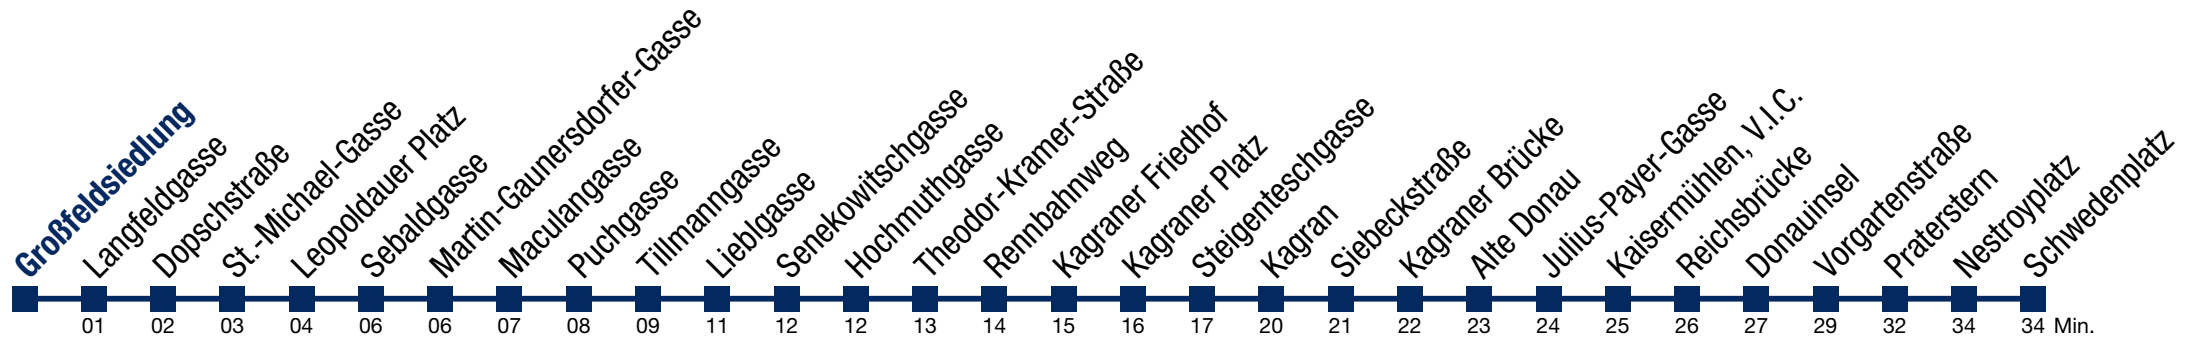 Großfeldsiedlung
Langfeldgasse
Dopschstraße
St.-Michael-Gasse
Leopoldauer Platz
Sebaldgasse
Martin-Gaunersdorfer-Gasse
Maculangasse
Puchgasse
Tillmanngasse
Lieblgasse
Senekowitschgasse
Hochmuthgasse
Theodor-Kramer-Straße
Rennbahnweg
Kagraner Friedhof
Kagraner Platz
Steigenteschgasse
Kagran
Siebeckstraße
Kagraner Brücke
Alte Donau
Julius-Payer-Gasse
Kaisermühlen, V.I.C.
Reichsbrücke
Donauinsel
Vorgartenstraße
Praterstern
Nestroyplatz
Schwedenplatz
01 02 03 04 06 06 07 08 09 11 12 12 13 14 15 16 17 20 21 22 23 24 25 26 27 29 32 34 34 Min.